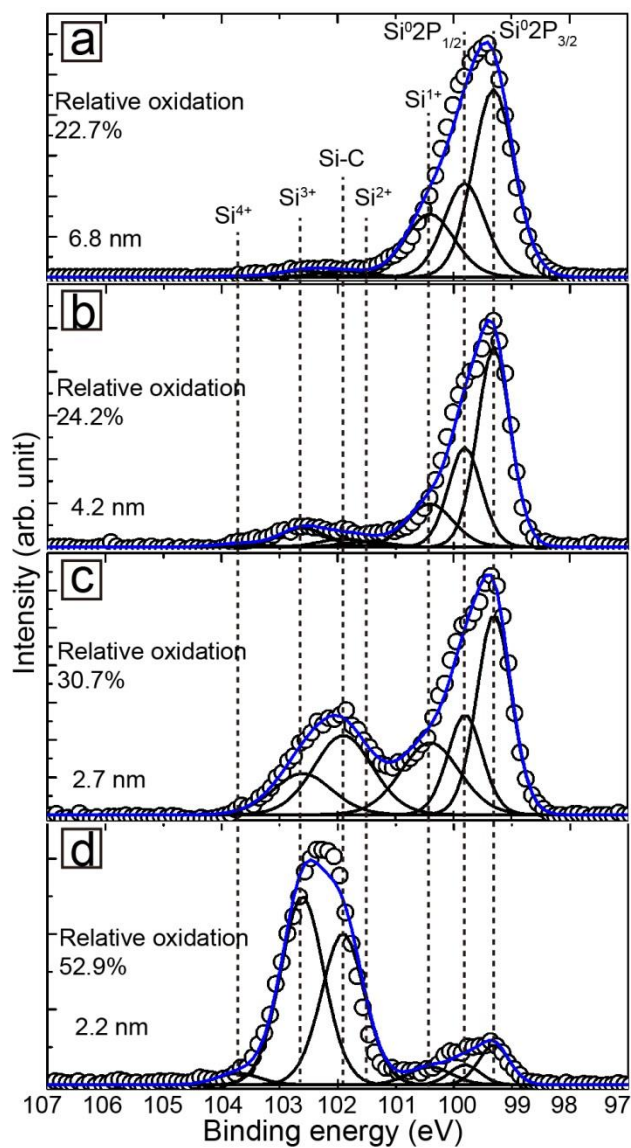 a
Si⁰2P₁/₂
Si⁰2P₃/₂
Relative oxidation
22.7%
Si¹⁺
Si-C
Si³⁺
Si²⁺
Si⁴⁺
6.8 nm
b
Relative oxidation
24.2%
4.2 nm
c
Relative oxidation
30.7%
2.7 nm
d
Relative oxidation
52.9%
2.2 nm
Intensity (arb. unit)
107 106 105 104 103 102 101 100 99 98 97
Binding energy (eV)